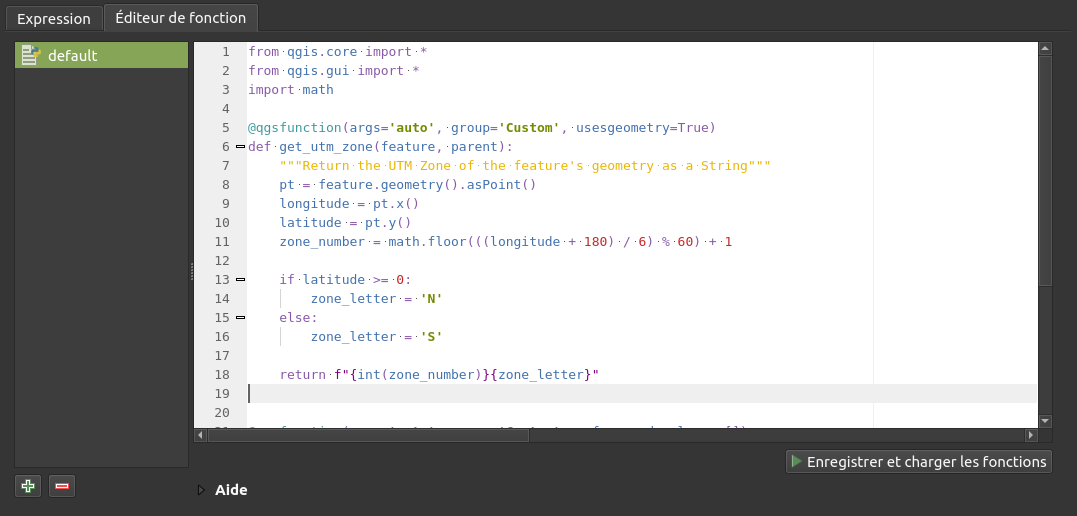 Expression
Éditeur de fonction
default
1 from qgis.core import *
2 from qgis.gui import *
3 import math
4
5 @qgsfunction(args='auto', group='Custom', usesgeometry=True)
6 def get_utm_zone(feature, parent):
7 """Return the UTM Zone of the feature's geometry as a String"""
8 pt = feature.geometry().asPoint()
9 longitude = pt.x()
10 latitude = pt.y()
11 zone_number = math.floor(((longitude + 180) / 6) % 60) + 1
12
13 if latitude >= 0:
14 zone_letter = 'N'
15 else:
16 zone_letter = 'S'
17
18 return f"{int(zone_number)}{zone_letter}"
19
20
Enregistrer et charger les fonctions
Aide